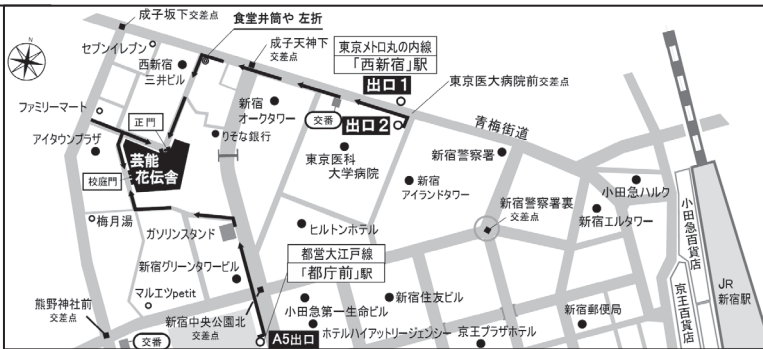 成子坂下交差点
食堂井筒や 左折
セブンイレブン
成子天神下
交差点
東京メトロ丸の内線
「西新宿」駅
西新宿
三井ビル
出口1
東京医大病院前交差点
N
ファミリーマート
正門
新宿
オークタワー
交番
出口2
青梅街道
アイタウンプラザ
りそな銀行
芸能
花伝舎
東京医科
大学病院
新宿警察署
校庭門
新宿
アイランドタワー
小田急ハルク
新宿警察署裏
交差点
新宿エルタワー
小田急百貨店
梅月湯
ガソリンスタンド
ヒルトンホテル
都営大江戸線
「都庁前」駅
新宿グリーンタワービル
マルエツpetit
熊野神社前
交差点
交番
新宿中央公園北
交差点
小田急第一生命ビル
新宿住友ビル
A5出口
ホテルハイアットリージェンシー
京王プラザホテル
新宿郵便局
京王百貨店
JR
新宿駅